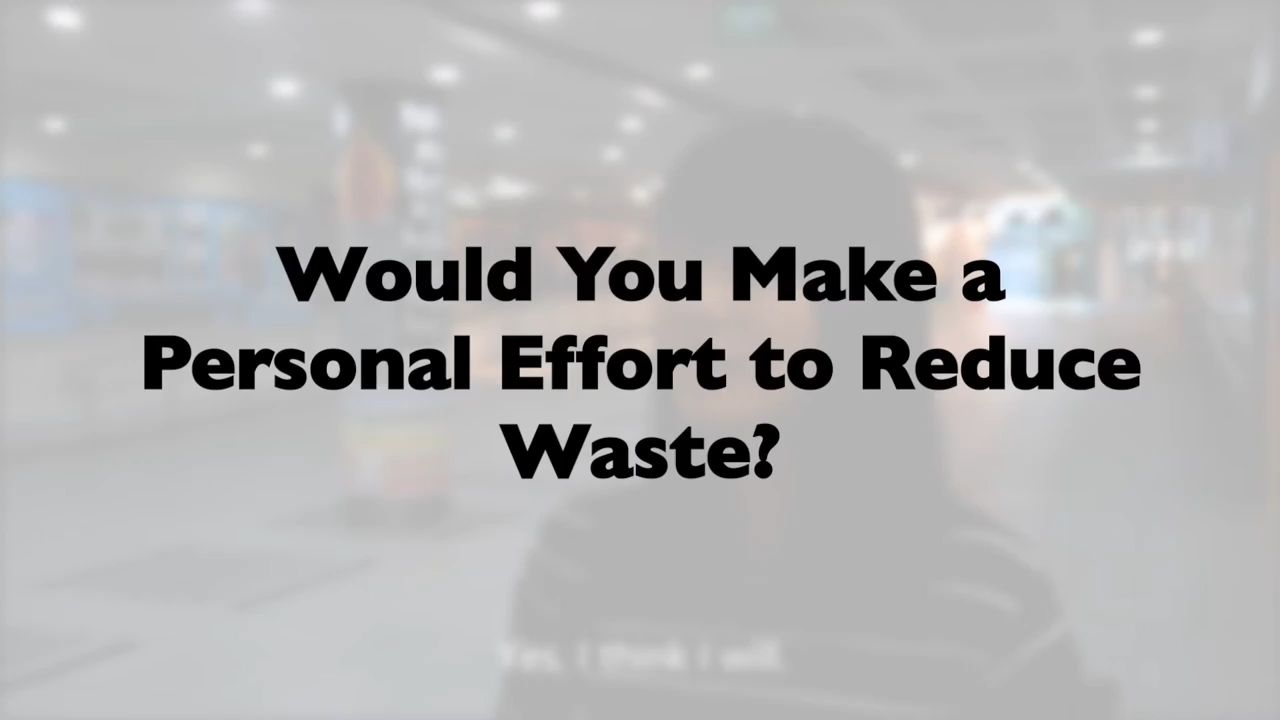 Would You Make a
Personal Effort to Reduce
Waste?
Yes, I think I will.